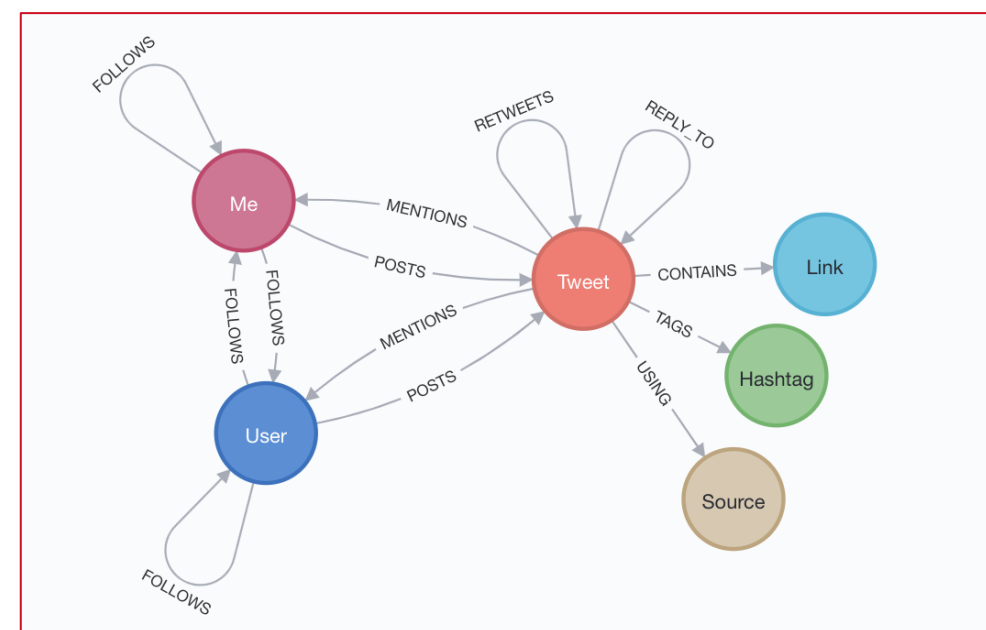 FOLLOWS
RETWEETS
REPLY_TO
Me
MENTIONS
POSTS
Tweet
CONTAINS
Link
FOLLOWS
FOLLOWS
MENTIONS
TAGS
Hashtag
USING
POSTS
User
Source
FOLLOWS